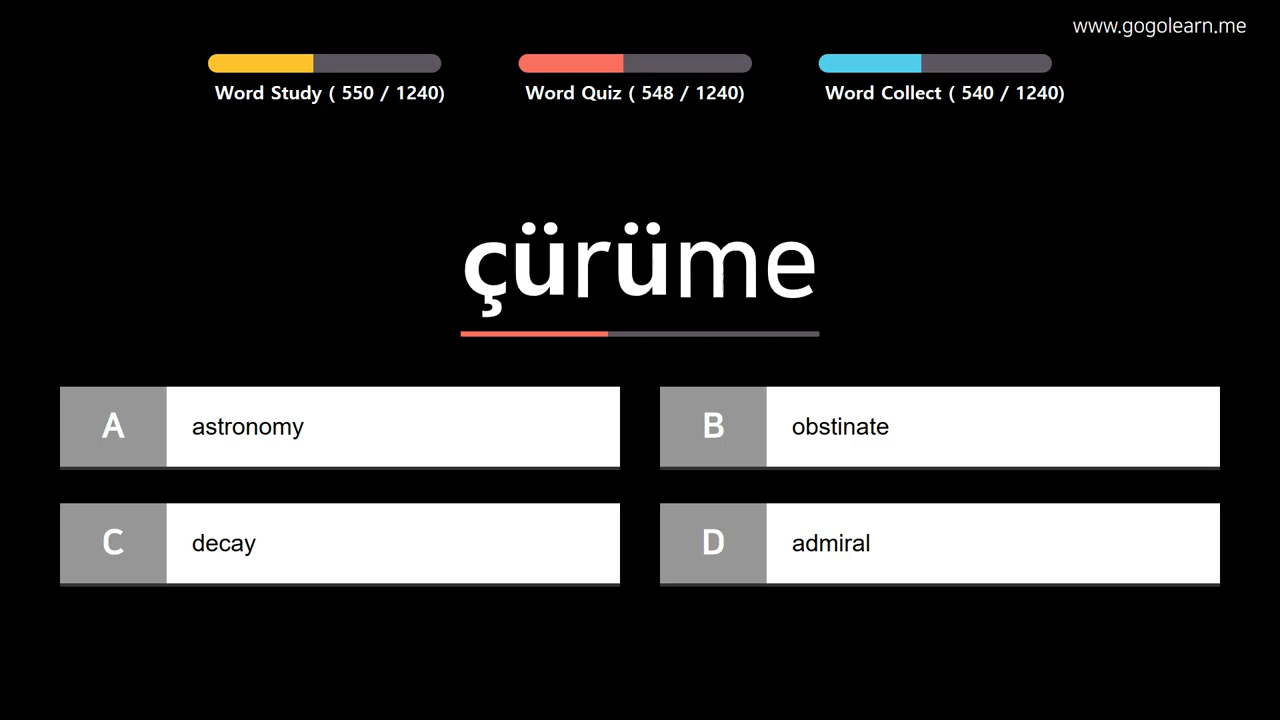 www.gogolearn.me
Word Study ( 550 / 1240)
Word Quiz ( 548 / 1240)
Word Collect ( 540 / 1240)
çürüme
A astronomy
B obstinate
C decay
D admiral